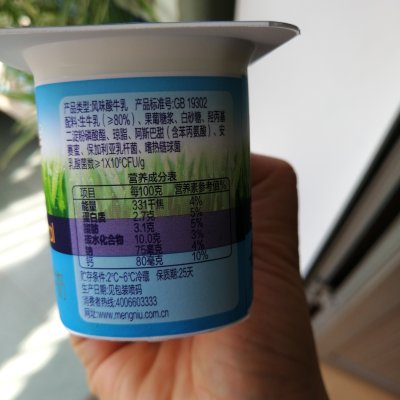 产品类型:风味酸牛乳 产品标准号:GB 19302
配料:生牛乳(≥80%)、果葡糖浆、白砂糖、羟丙基
二淀粉磷酸酯、琼脂、阿斯巴甜(含苯丙氨酸)、安
赛蜜、保加利亚乳杆菌、嗜热链球菌
乳酸菌数≥1X10⁶CFU/g
营养成分表
项目 每100克 营养素参考值%
能量 331千焦 4%
蛋白质 2.7克 5%
脂肪 3.1克 5%
碳水化合物 10.0克 3%
钠 75毫克 4%
钙 80毫克 10%
贮存条件:2℃~6℃冷藏 保质期:25天
生产日期:见包装喷码
消费者热线:4006603333
网址:www.mengniu.com.cn